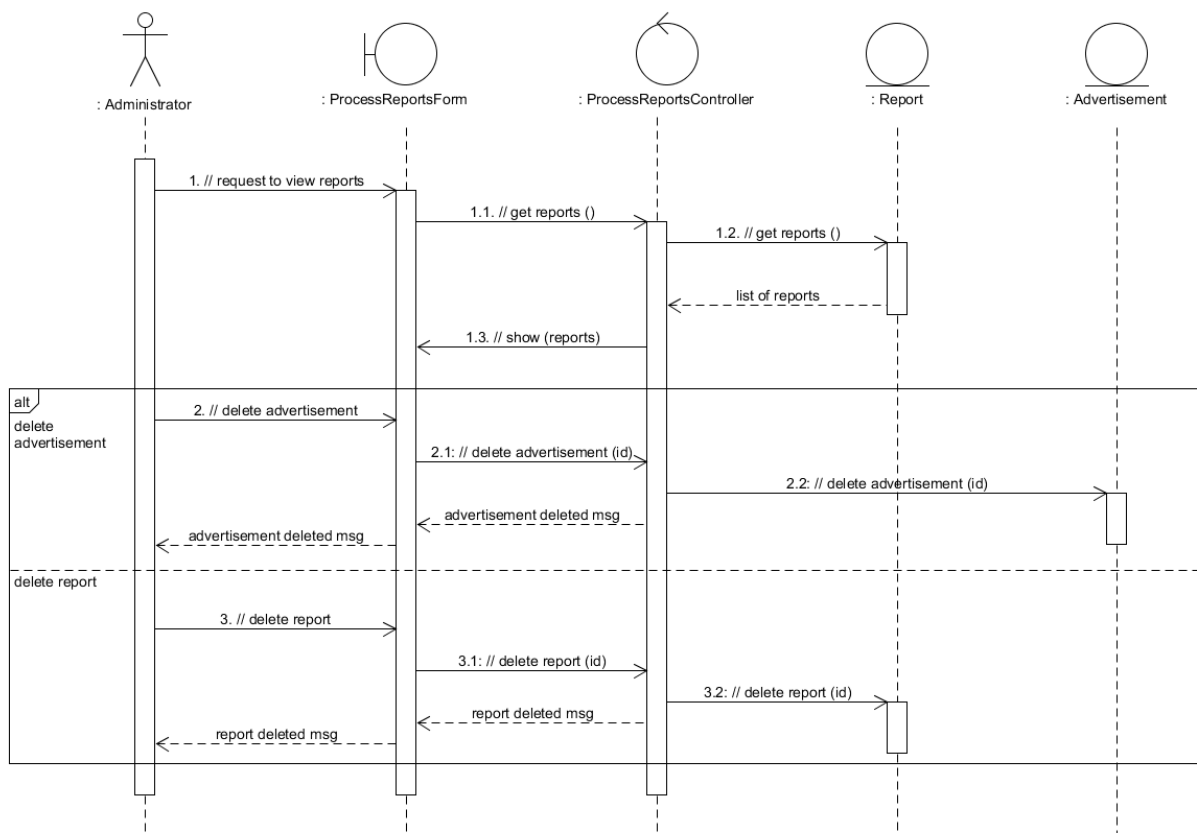 : Administrator
: ProcessReportsForm
: ProcessReportsController
: Report
: Advertisement
1. // request to view reports
1.1. // get reports ()
1.2. // get reports ()
list of reports
1.3. // show (reports)
alt
delete
advertisement
2. // delete advertisement
2.1: // delete advertisement (id)
2.2: // delete advertisement (id)
advertisement deleted msg
advertisement deleted msg
delete report
3. // delete report
3.1: // delete report (id)
3.2: // delete report (id)
report deleted msg
report deleted msg